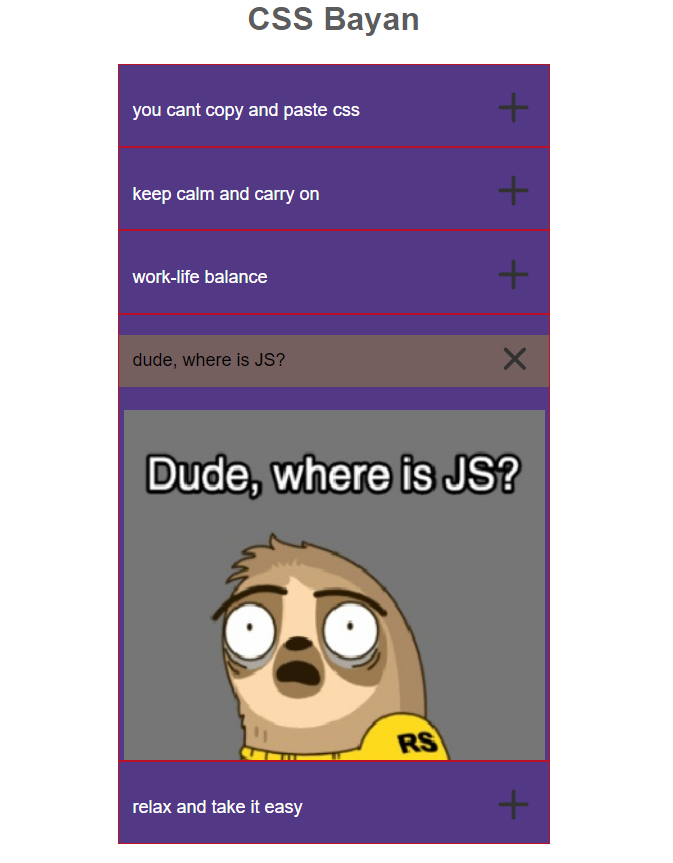 CSS Bayan
you cant copy and paste css
keep calm and carry on
work-life balance
dude, where is JS?
Dude, where is JS?
RS
relax and take it easy